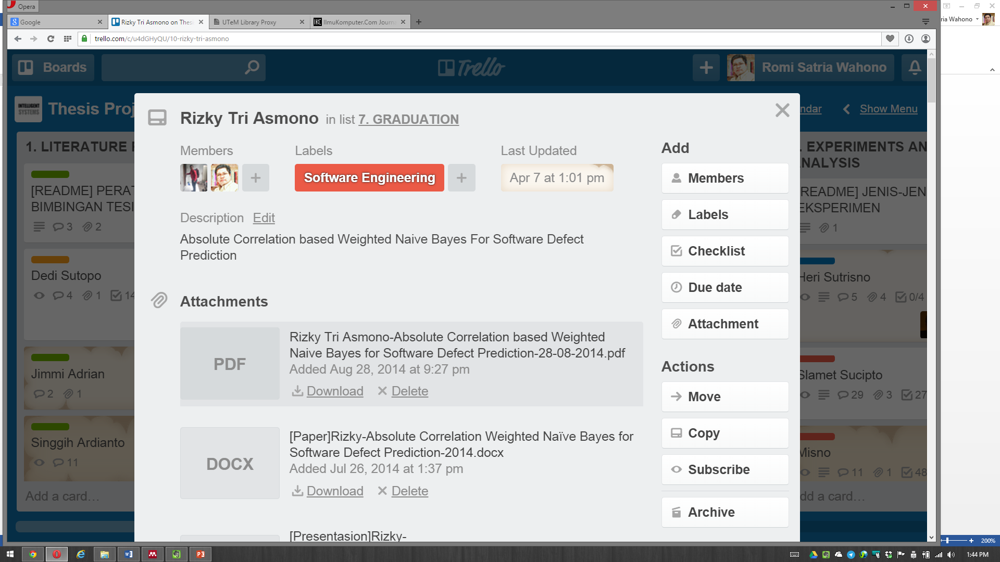 Opera
Google
Rizky Tri Asmono on Thesi
UTeM Library Proxy
IKC IlmuKomputer.Com Journa
ria Wahono
trello.com/c/u4dGHyQU/10-rizky-tri-asmono
Boards
Trello
Romi Satria Wahono
INTELLIGENT
SYSTEMS
Thesis Proj
ndar
Show Menu
Rizky Tri Asmono in list 7. GRADUATION
Members
Labels
Last Updated
Software Engineering
Apr 7 at 1:01 pm
Description Edit
Absolute Correlation based Weighted Naive Bayes For Software Defect
Prediction
Attachments
PDF
Rizky Tri Asmono-Absolute Correlation based Weighted
Naive Bayes for Software Defect Prediction-28-08-2014.pdf
Added Aug 28, 2014 at 9:27 pm
Download Delete
DOCX
[Paper]Rizky-Absolute Correlation Weighted Naïve Bayes for
Software Defect Prediction-2014.docx
Added Jul 26, 2014 at 1:37 pm
Download Delete
[Presentasion]Rizky-
Add
Members
Labels
Checklist
Due date
Attachment
Actions
Move
Copy
Subscribe
Archive
1. LITERATURE
[README] PERAT
BIMBINGAN TESI
3 2
Dedi Sutopo
4 1 14
Jimmi Adrian
2 1
Singgih Ardianto
11
Add a card…
. EXPERIMENTS AN
NALYSIS
README] JENIS-JEN
EKSPERIMEN
1
Heri Sutrisno
5 4 0/4
Slamet Sucipto
29 3 27
Misno
11 1 48
dd a card…
200%
1:44 PM